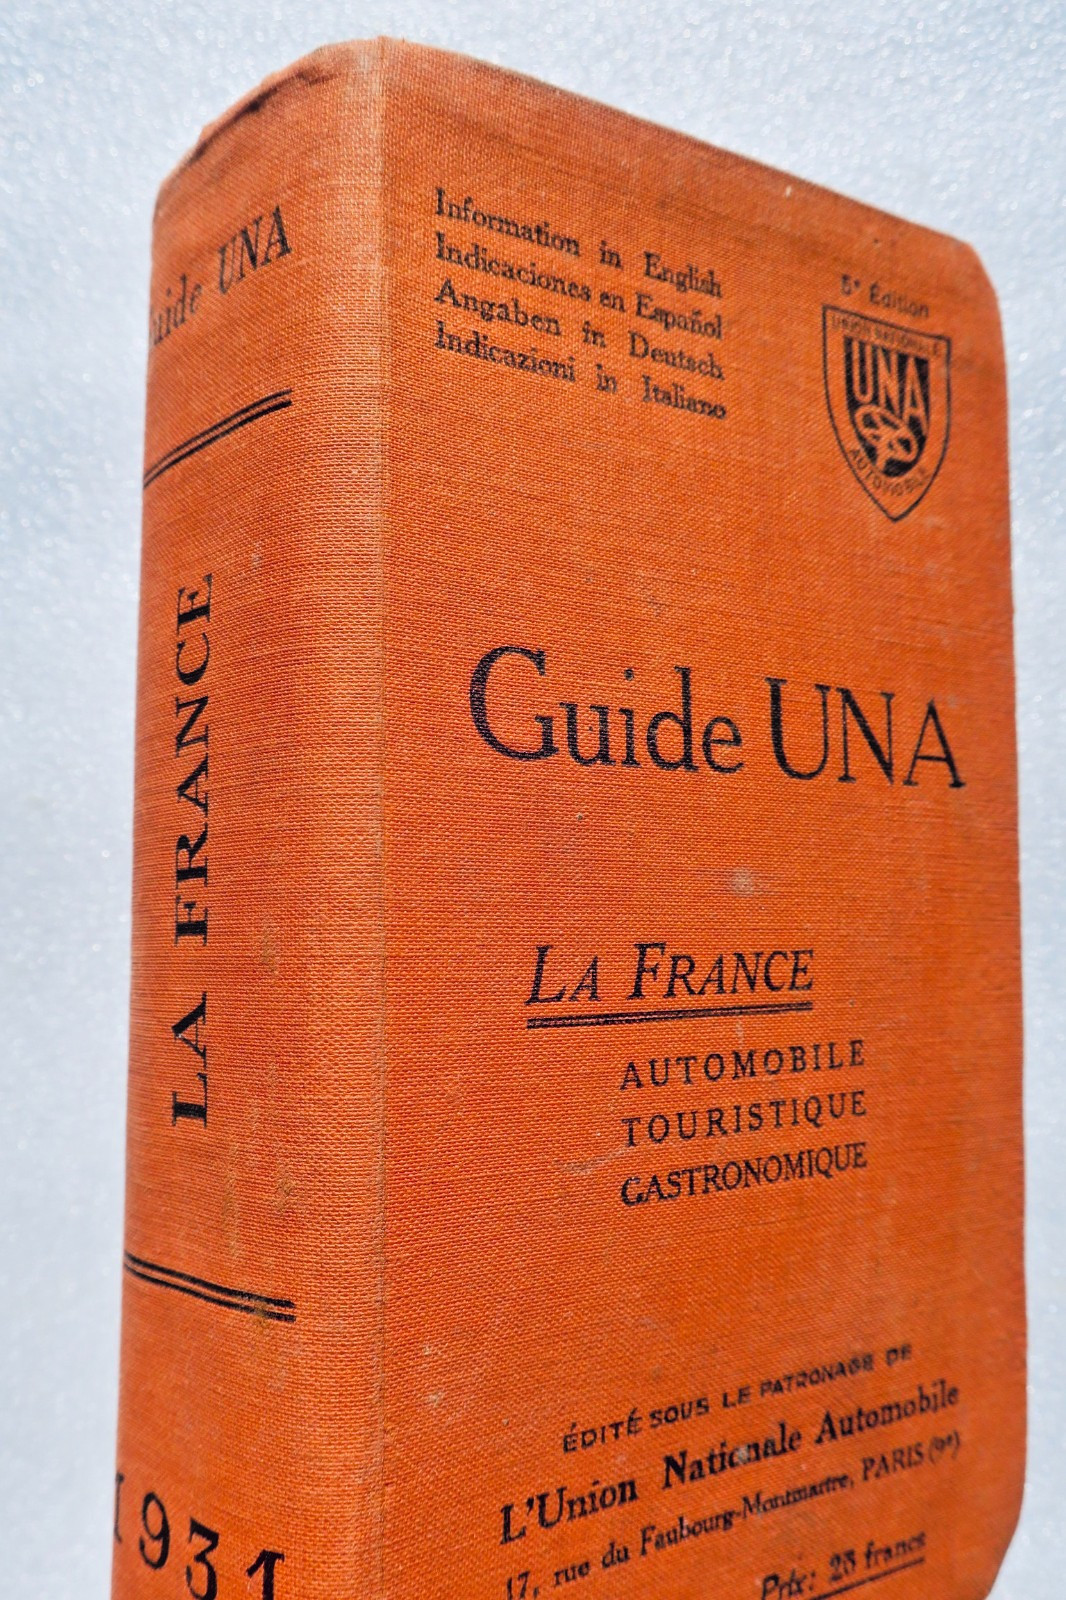 Guide UNA
LA FRANCE
1931
Information in English
Indicaciones en Español
Angaben in Deutsch
Indicazioni in Italiano
5e Édition
UNION NATIONALE
UNA
AUTOMOBILE
Guide UNA
LA FRANCE
AUTOMOBILE
TOURISTIQUE
GASTRONOMIQUE
ÉDITÉ SOUS LE PATRONAGE DE
L'Union Nationale Automobile
17, rue du Faubourg-Montmartre, PARIS (9e)
Prix: 25 francs